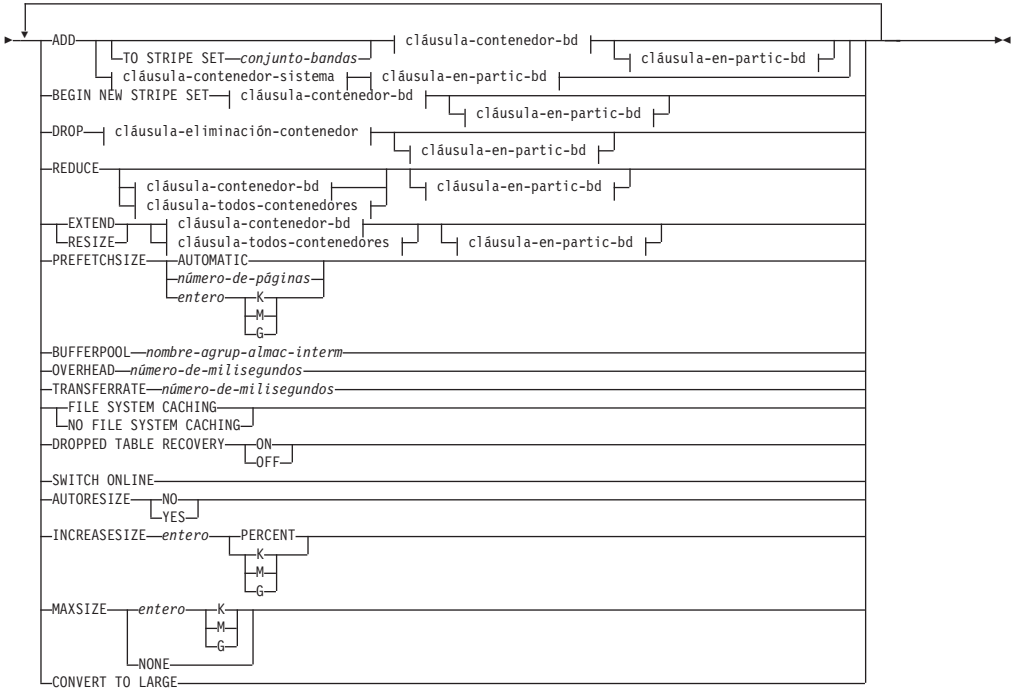 ADD cláusula-contenedor-bd
TO STRIPE SET conjunto-bandas cláusula-en-partic-bd
cláusula-contenedor-sistema cláusula-en-partic-bd
BEGIN NEW STRIPE SET cláusula-contenedor-bd
cláusula-en-partic-bd
DROP cláusula-eliminación-contenedor
cláusula-en-partic-bd
REDUCE
cláusula-contenedor-bd cláusula-en-partic-bd
cláusula-todos-contenedores
EXTEND cláusula-contenedor-bd
RESIZE cláusula-todos-contenedores cláusula-en-partic-bd
PREFETCHSIZE AUTOMATIC
número-de-páginas
entero K
M
G
BUFFERPOOL nombre-agrup-almac-interm
OVERHEAD número-de-milisegundos
TRANSFERRATE número-de-milisegundos
FILE SYSTEM CACHING
NO FILE SYSTEM CACHING
DROPPED TABLE RECOVERY ON
OFF
SWITCH ONLINE
AUTORESIZE NO
YES
INCREASESIZE entero PERCENT
K
M
G
MAXSIZE entero K
M
G
NONE
CONVERT TO LARGE